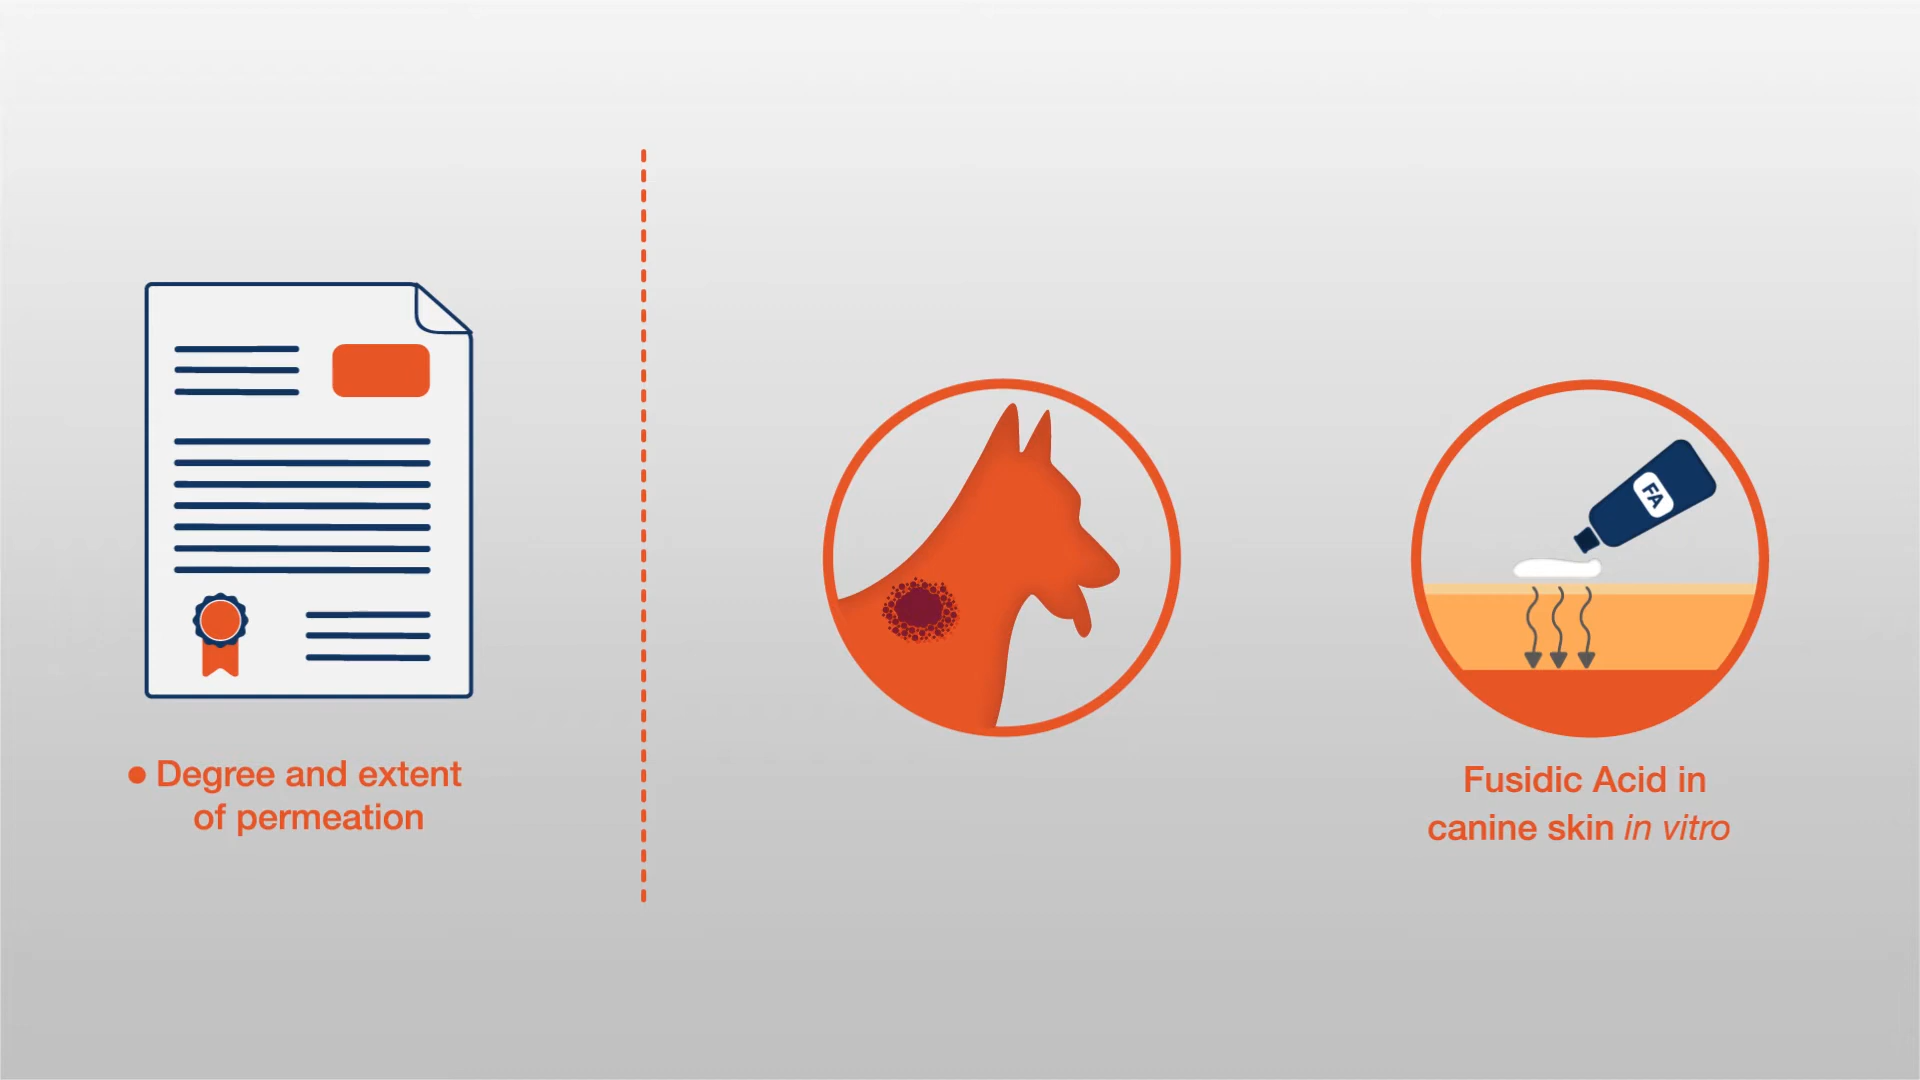 FA
• Degree and extent
of permeation
Fusidic Acid in
canine skin in vitro